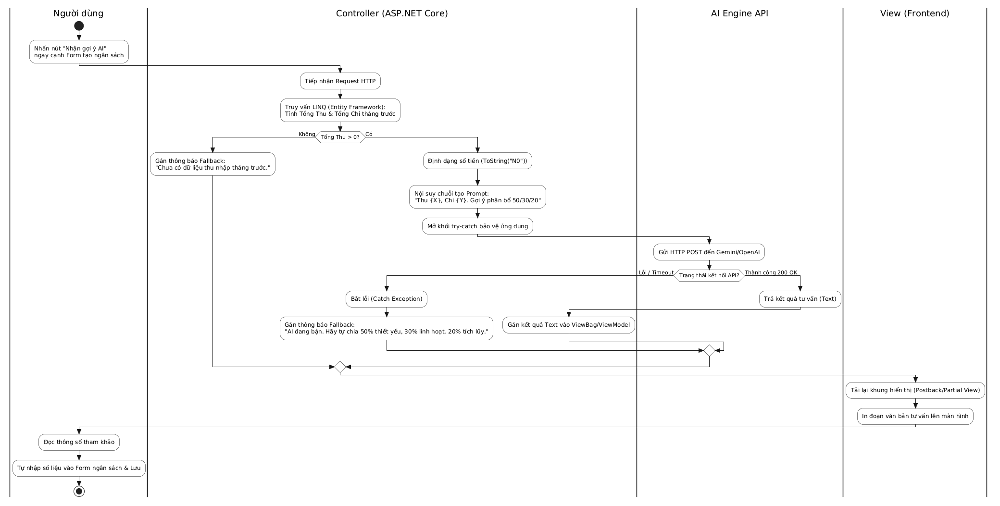 Người dùng
Controller (ASP.NET Core)
AI Engine API
View (Frontend)
Nhấn nút "Nhận gợi ý AI"
ngay cạnh Form tạo ngân sách
Tiếp nhận Request HTTP
Truy vấn LINQ (Entity Framework):
Tính Tổng Thu & Tổng Chi tháng trước
Không
Tổng Thu > 0?
Có
Gán thông báo Fallback:
"Chưa có dữ liệu thu nhập tháng trước."
Định dạng số tiền (ToString("N0"))
Nội suy chuỗi tạo Prompt:
"Thu {X}, Chi {Y}. Gợi ý phân bổ 50/30/20"
Mở khối try-catch bảo vệ ứng dụng
Gửi HTTP POST đến Gemini/OpenAI
Lỗi / Timeout
Trạng thái kết nối API?
Thành công 200 OK
Bắt lỗi (Catch Exception)
Trả kết quả tư vấn (Text)
Gán thông báo Fallback:
"AI đang bận. Hãy tự chia 50% thiết yếu, 30% linh hoạt, 20% tích lũy."
Gán kết quả Text vào ViewBag/ViewModel
Tải lại khung hiển thị (Postback/Partial View)
In đoạn văn bản tư vấn lên màn hình
Đọc thông số tham khảo
Tự nhập số liệu vào Form ngân sách & Lưu